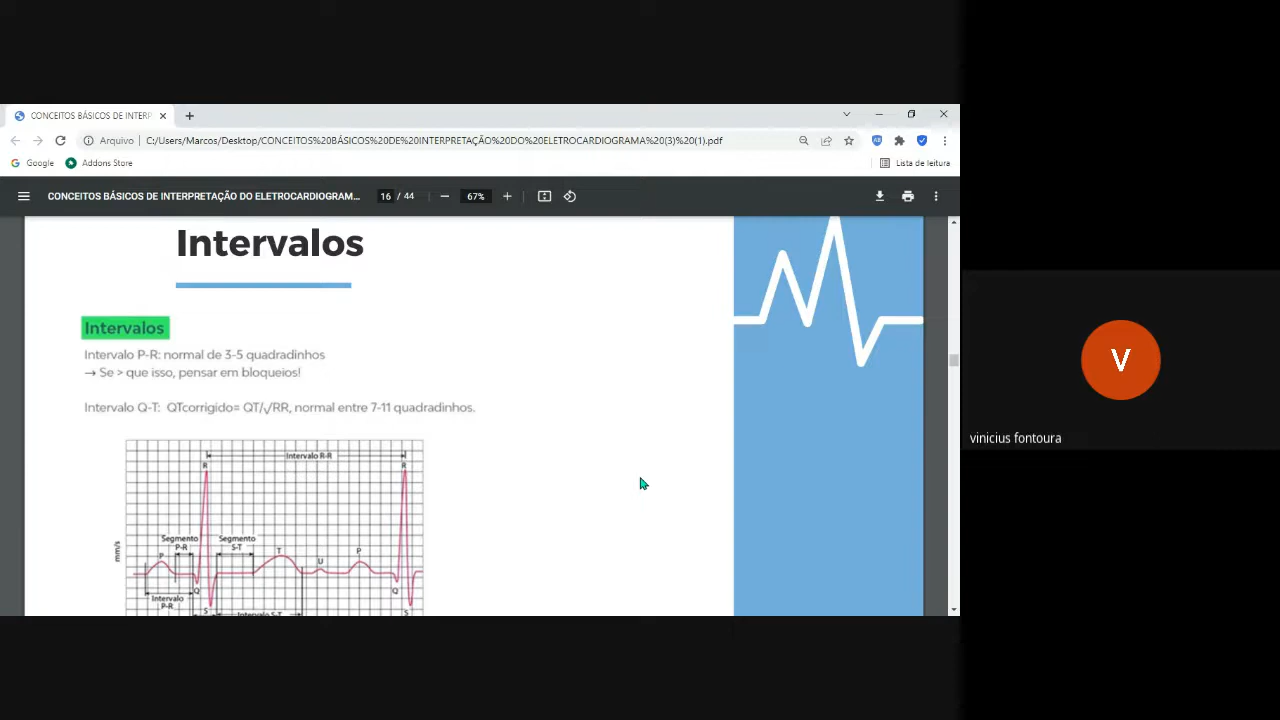 CONCEITOS BÁSICOS DE INTERP
Arquivo
C:/Users/Marcos/Desktop/CONCEITOS%20BÁSICOS%20DE%20INTERPRETAÇÃO%20DO%20ELETROCARDIOGRAMA%20(3)%20(1).pdf
Google
Addons Store
Lista de leitura
CONCEITOS BÁSICOS DE INTERPRETAÇÃO DO ELETROCARDIOGRAM...
16 / 44
67%
Intervalos
Intervalos
Intervalo P-R: normal de 3-5 quadradinhos
→ Se > que isso, pensar em bloqueios!
Intervalo Q-T: QTcorrigido= QT/√RR, normal entre 7-11 quadradinhos.
Intervalo R-R
R
R
Segmento
P-R
Segmento
S-T
P
T
U
P
mm/s
Q
Q
Intervalo
P-R
S
Intervalo S-T
S
V
vinicius fontoura